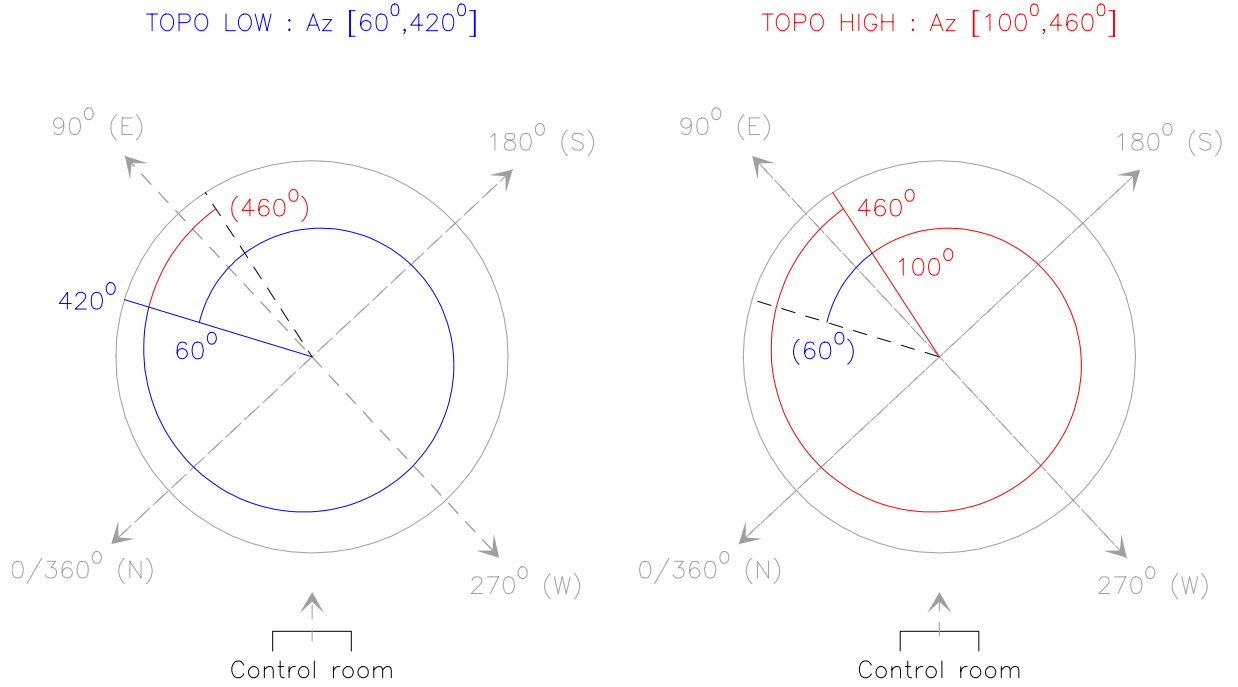 TOPO LOW : Az [60⁰,420⁰]
90⁰ (E)
180⁰ (S)
(460⁰)
420⁰
60⁰
0/360⁰ (N)
270⁰ (W)
Control room
TOPO HIGH : Az [100⁰,460⁰]
90⁰ (E)
180⁰ (S)
460⁰
100⁰
(60⁰)
0/360⁰ (N)
270⁰ (W)
Control room